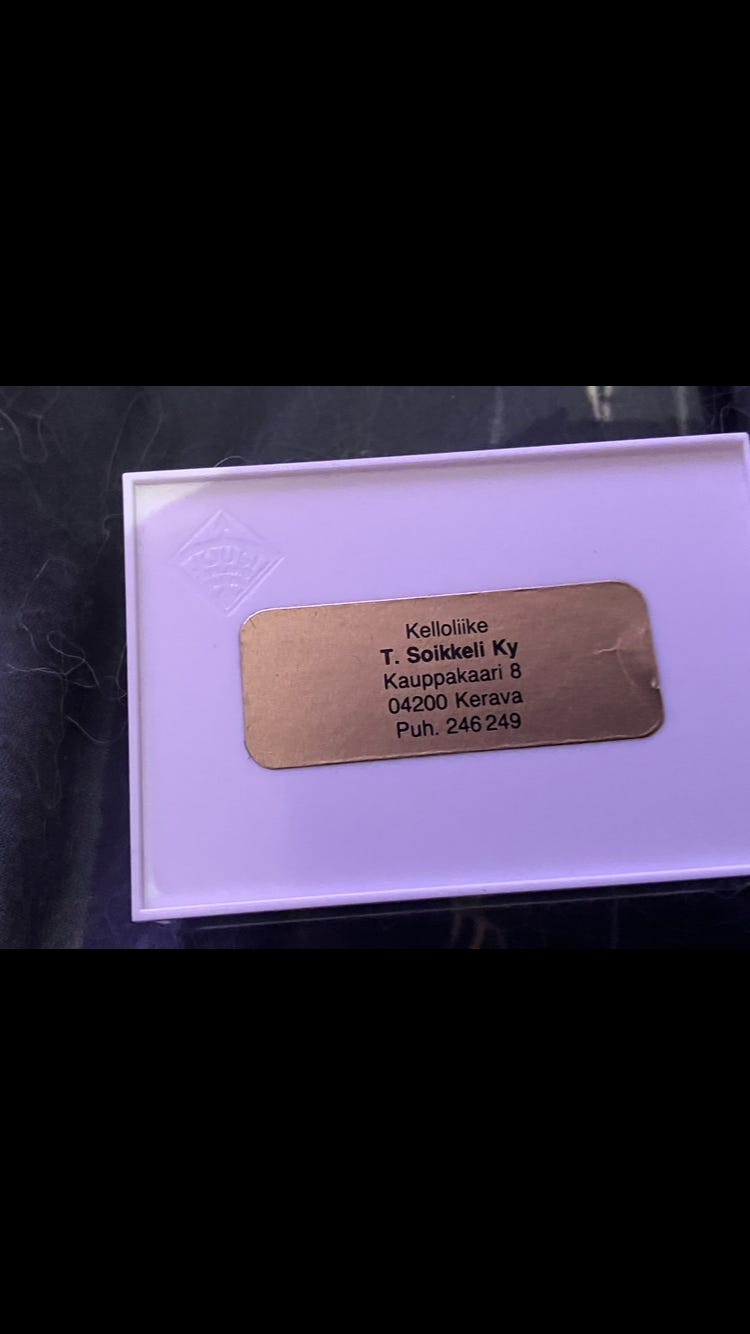 Kelloliike
T. Soikkeli Ky
Kauppakaari 8
04200 Kerava
Puh. 246 249